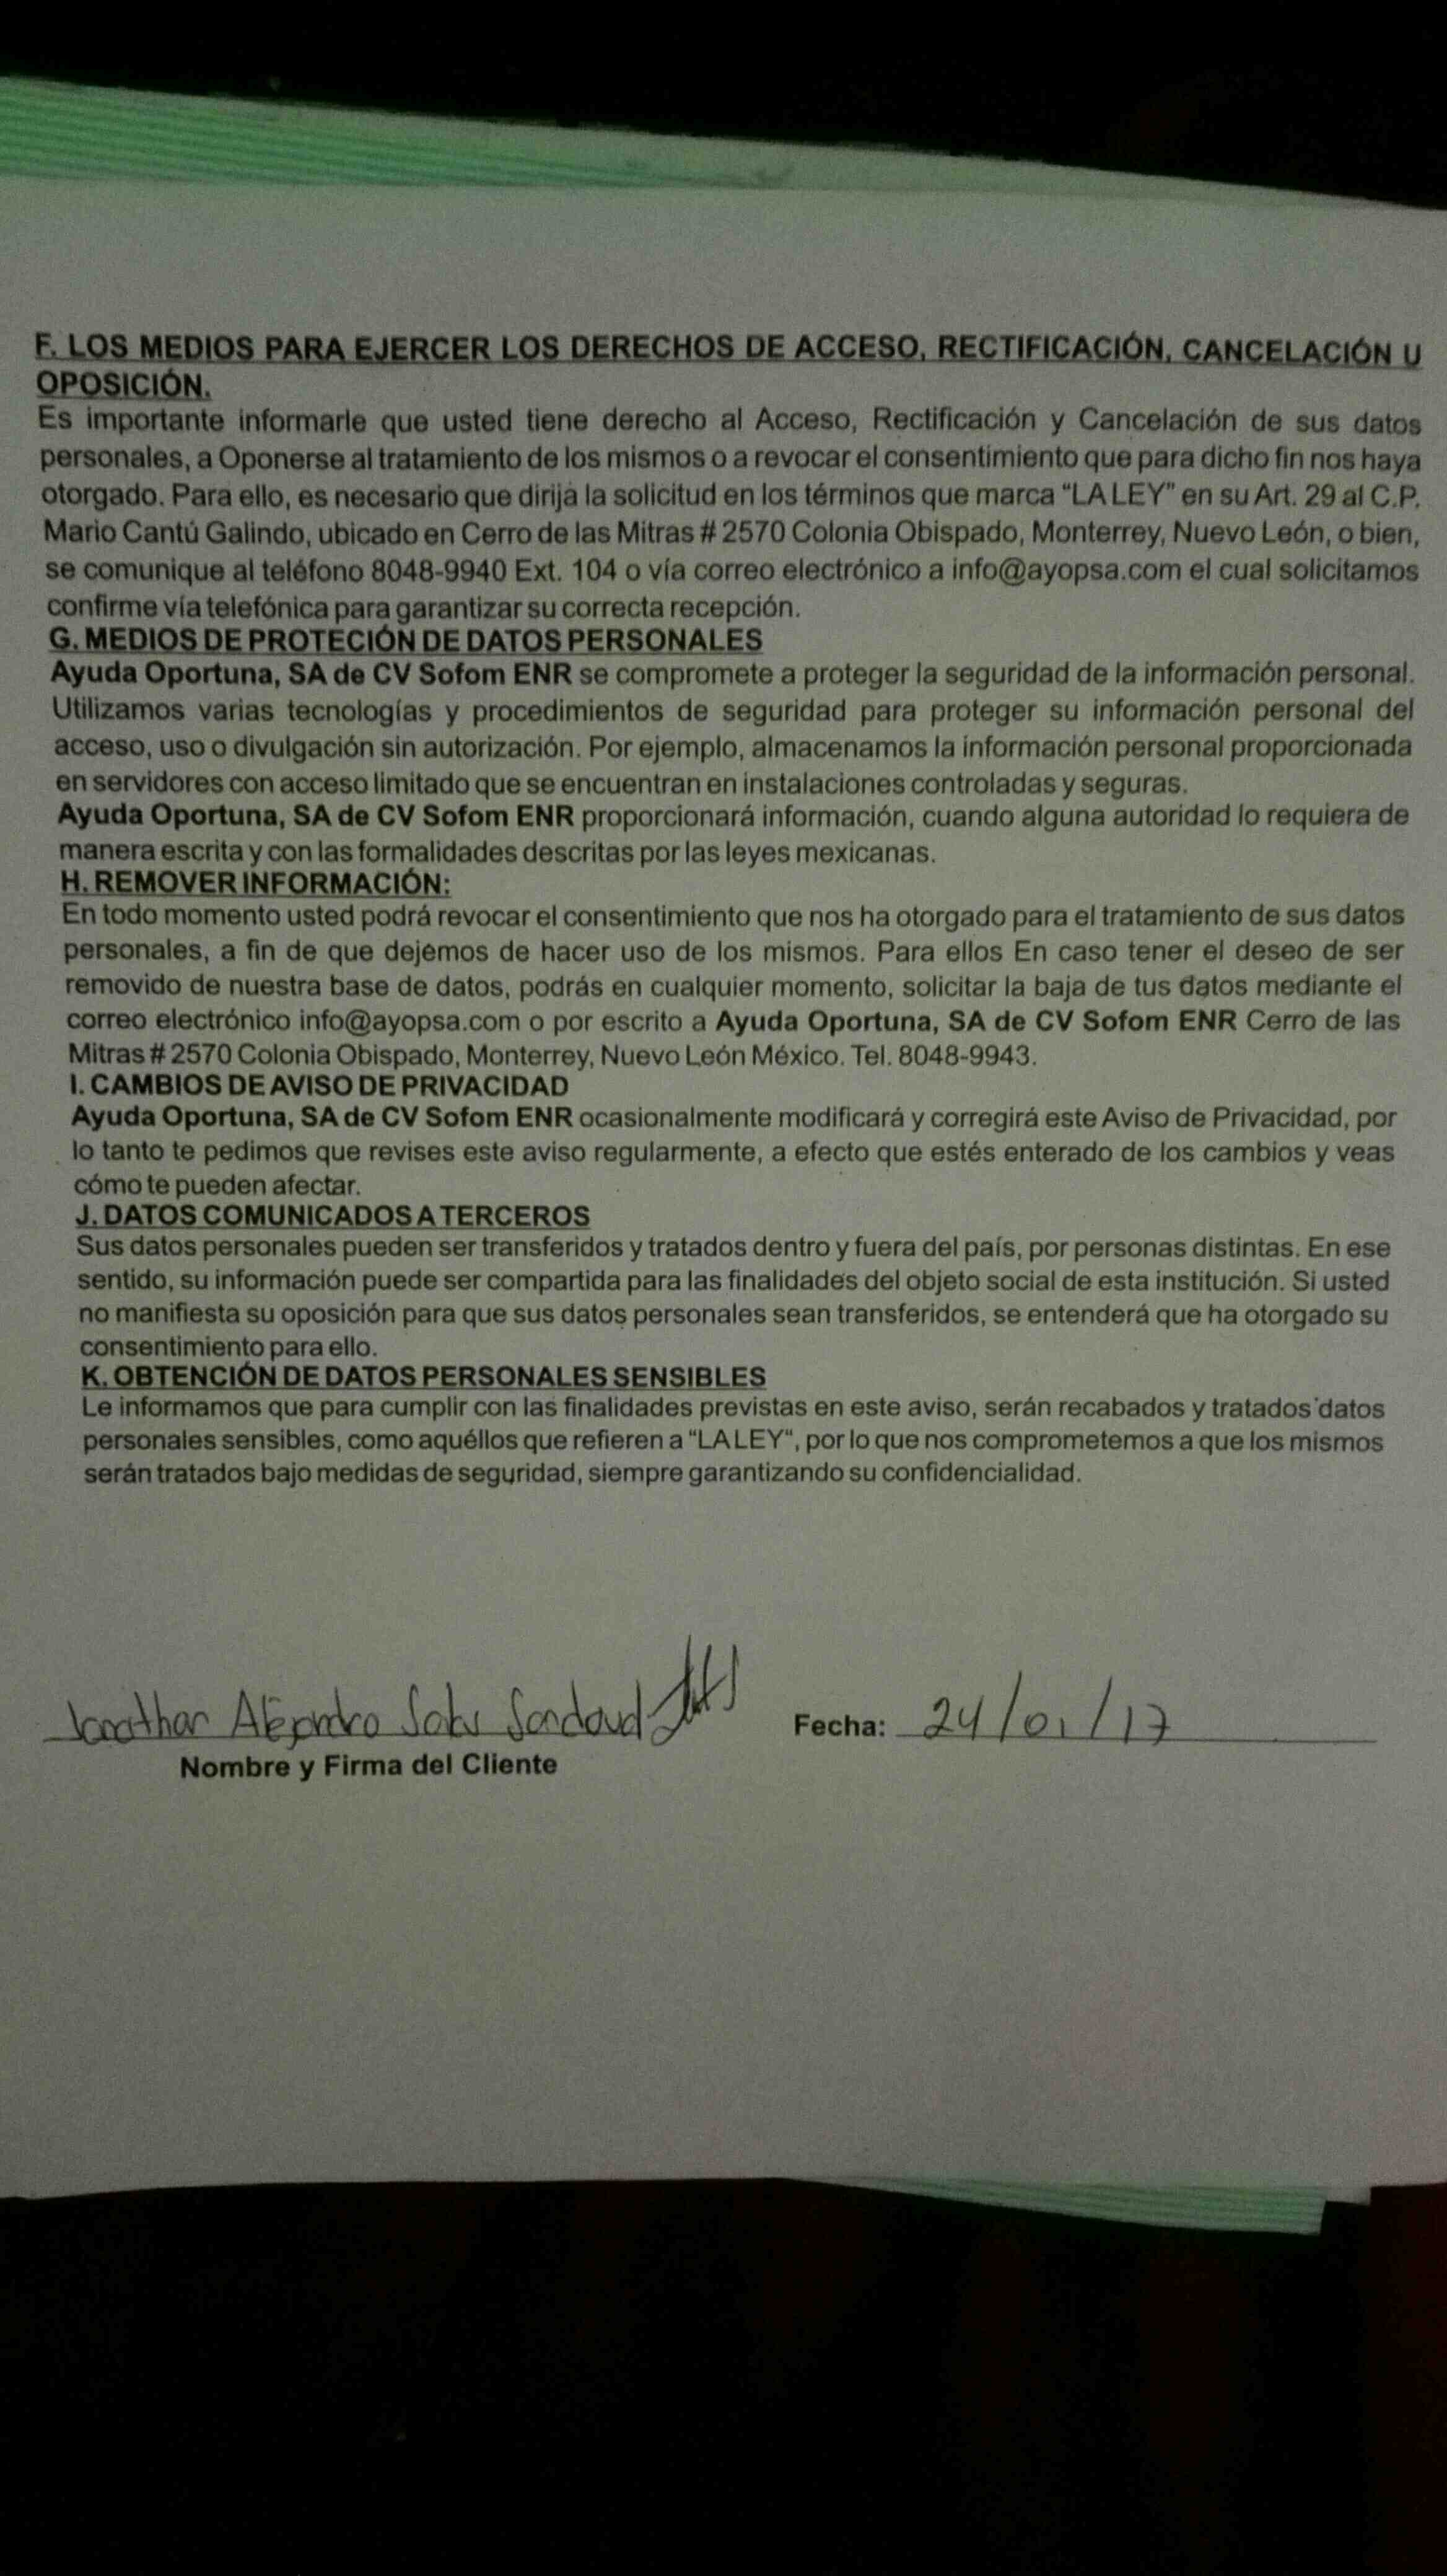 F. LOS MEDIOS PARA EJERCER LOS DERECHOS DE ACCESO, RECTIFICACIÓN, CANCELACIÓN U
OPOSICIÓN.
Es importante informarle que usted tiene derecho al Acceso, Rectificación y Cancelación de sus datos
personales, a Oponerse al tratamiento de los mismos o a revocar el consentimiento que para dicho fin nos haya
otorgado. Para ello, es necesario que dirija la solicitud en los términos que marca "LA LEY" en su Art. 29 al C.P.
Mario Cantú Galindo, ubicado en Cerro de las Mitras # 2570 Colonia Obispado, Monterrey, Nuevo León, o bien,
se comunique al teléfono 8048-9940 Ext. 104 o vía correo electrónico a info@ayopsa.com el cual solicitamos
confirme vía telefónica para garantizar su correcta recepción.
G. MEDIOS DE PROTECIÓN DE DATOS PERSONALES
Ayuda Oportuna, SA de CV Sofom ENR se compromete a proteger la seguridad de la información personal.
Utilizamos varias tecnologías y procedimientos de seguridad para proteger su información personal del
acceso, uso o divulgación sin autorización. Por ejemplo, almacenamos la información personal proporcionada
en servidores con acceso limitado que se encuentran en instalaciones controladas y seguras.
Ayuda Oportuna, SA de CV Sofom ENR proporcionará información, cuando alguna autoridad lo requiera de
manera escrita y con las formalidades descritas por las leyes mexicanas.
H. REMOVER INFORMACIÓN:
En todo momento usted podrá revocar el consentimiento que nos ha otorgado para el tratamiento de sus datos
personales, a fin de que dejemos de hacer uso de los mismos. Para ellos En caso tener el deseo de ser
removido de nuestra base de datos, podrás en cualquier momento, solicitar la baja de tus datos mediante el
correo electrónico info@ayopsa.com o por escrito a Ayuda Oportuna, SA de CV Sofom ENR Cerro de las
Mitras # 2570 Colonia Obispado, Monterrey, Nuevo León México. Tel. 8048-9943.
I. CAMBIOS DE AVISO DE PRIVACIDAD
Ayuda Oportuna, SA de CV Sofom ENR ocasionalmente modificará y corregirá este Aviso de Privacidad, por
lo tanto te pedimos que revises este aviso regularmente, a efecto que estés enterado de los cambios y veas
cómo te pueden afectar.
J. DATOS COMUNICADOS A TERCEROS
Sus datos personales pueden ser transferidos y tratados dentro y fuera del país, por personas distintas. En ese
sentido, su información puede ser compartida para las finalidades del objeto social de esta institución. Si usted
no manifiesta su oposición para que sus datos personales sean transferidos, se entenderá que ha otorgado su
consentimiento para ello.
K. OBTENCIÓN DE DATOS PERSONALES SENSIBLES
Le informamos que para cumplir con las finalidades previstas en este aviso, serán recabados y tratados datos
personales sensibles, como aquéllos que refieren a "LA LEY", por lo que nos comprometemos a que los mismos
serán tratados bajo medidas de seguridad, siempre garantizando su confidencialidad.
Jonathan Alejandro Sandoval Fecha: 24/01/17
Nombre y Firma del Cliente